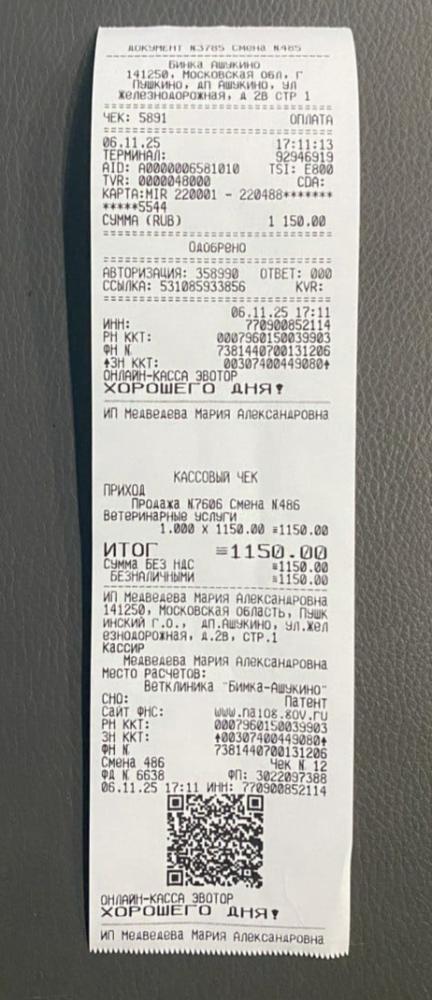 ДОКУМЕНТ N3785 СМЕНА N485
БИНКА АШУКИНО
141250, МОСКОВСКАЯ ОБЛ, Г
ПУШКИНО, ДП АШУКИНО, УЛ
ЖЕЛЕЗНОДОРОЖНАЯ, Д 2В СТР 1
ЧЕК: 5891 ОПЛАТА
06.11.25 17:11:13
ТЕРМИНАЛ: 92946919
AID: A0000006581010 TSI: E800
TVR: 0000048000 CDA:
КАРТА:MIR 220001 - 220488*******
*****5544
СУММА (RUB) 1 150.00
ОДОБРЕНО
АВТОРИЗАЦИЯ: 358990 ОТВЕТ: 000
ССЫЛКА: 531085933856 KVR:
06.11.25 17:11
ИНН: 770900852114
РН ККТ: 0007960150039903
ФН N 7381440700131206
↑ЗН ККТ: 00307400449080↑
ОНЛАЙН-КАССА ЭВОТОР
ХОРОШЕГО ДНЯ!
ИП Медведева Мария Александровна
КАССОВЫЙ ЧЕК
ПРИХОД
Продажа N7606 Смена N486
Ветеринарные услуги
1.000 X 1150.00 =1150.00
ИТОГ =1150.00
Сумма БЕЗ НДС =1150.00
БЕЗНАЛИЧНЫМИ =1150.00
ИП Медведева Мария Александровна
141250, МОСКОВСКАЯ ОБЛАСТЬ, ПУШК
ИНСКИЙ Г.О., ДП.АШУКИНО, УЛ.ЖЕЛ
ЕЗНОДОРОЖНАЯ, Д.2В, СТР.1
Кассир
Медведева Мария Александровна
Место расчетов:
Ветклиника "Бимка-Ашукино"
СНО: Патент
Сайт ФНС: www.nalog.gov.ru
РН ККТ: 0007960150039903
ЗН ККТ: ↑00307400449080↑
ФН N 7381440700131206
Смена 486 Чек N 12
ФД N 6638 ФП: 3022097388
06.11.25 17:11 ИНН: 770900852114
ОНЛАЙН-КАССА ЭВОТОР
ХОРОШЕГО ДНЯ!
ИП Медведева Мария Александровна